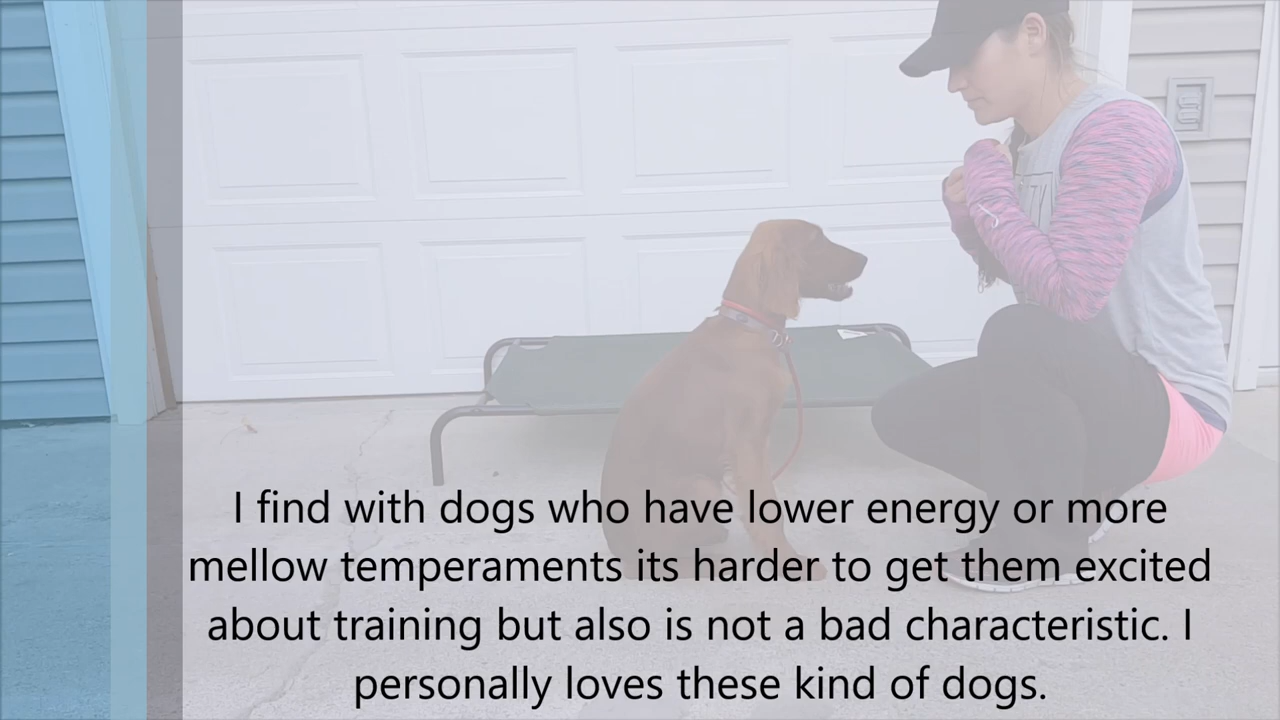 I find with dogs who have lower energy or more
mellow temperaments its harder to get them excited
about training but also is not a bad characteristic. I
personally loves these kind of dogs.